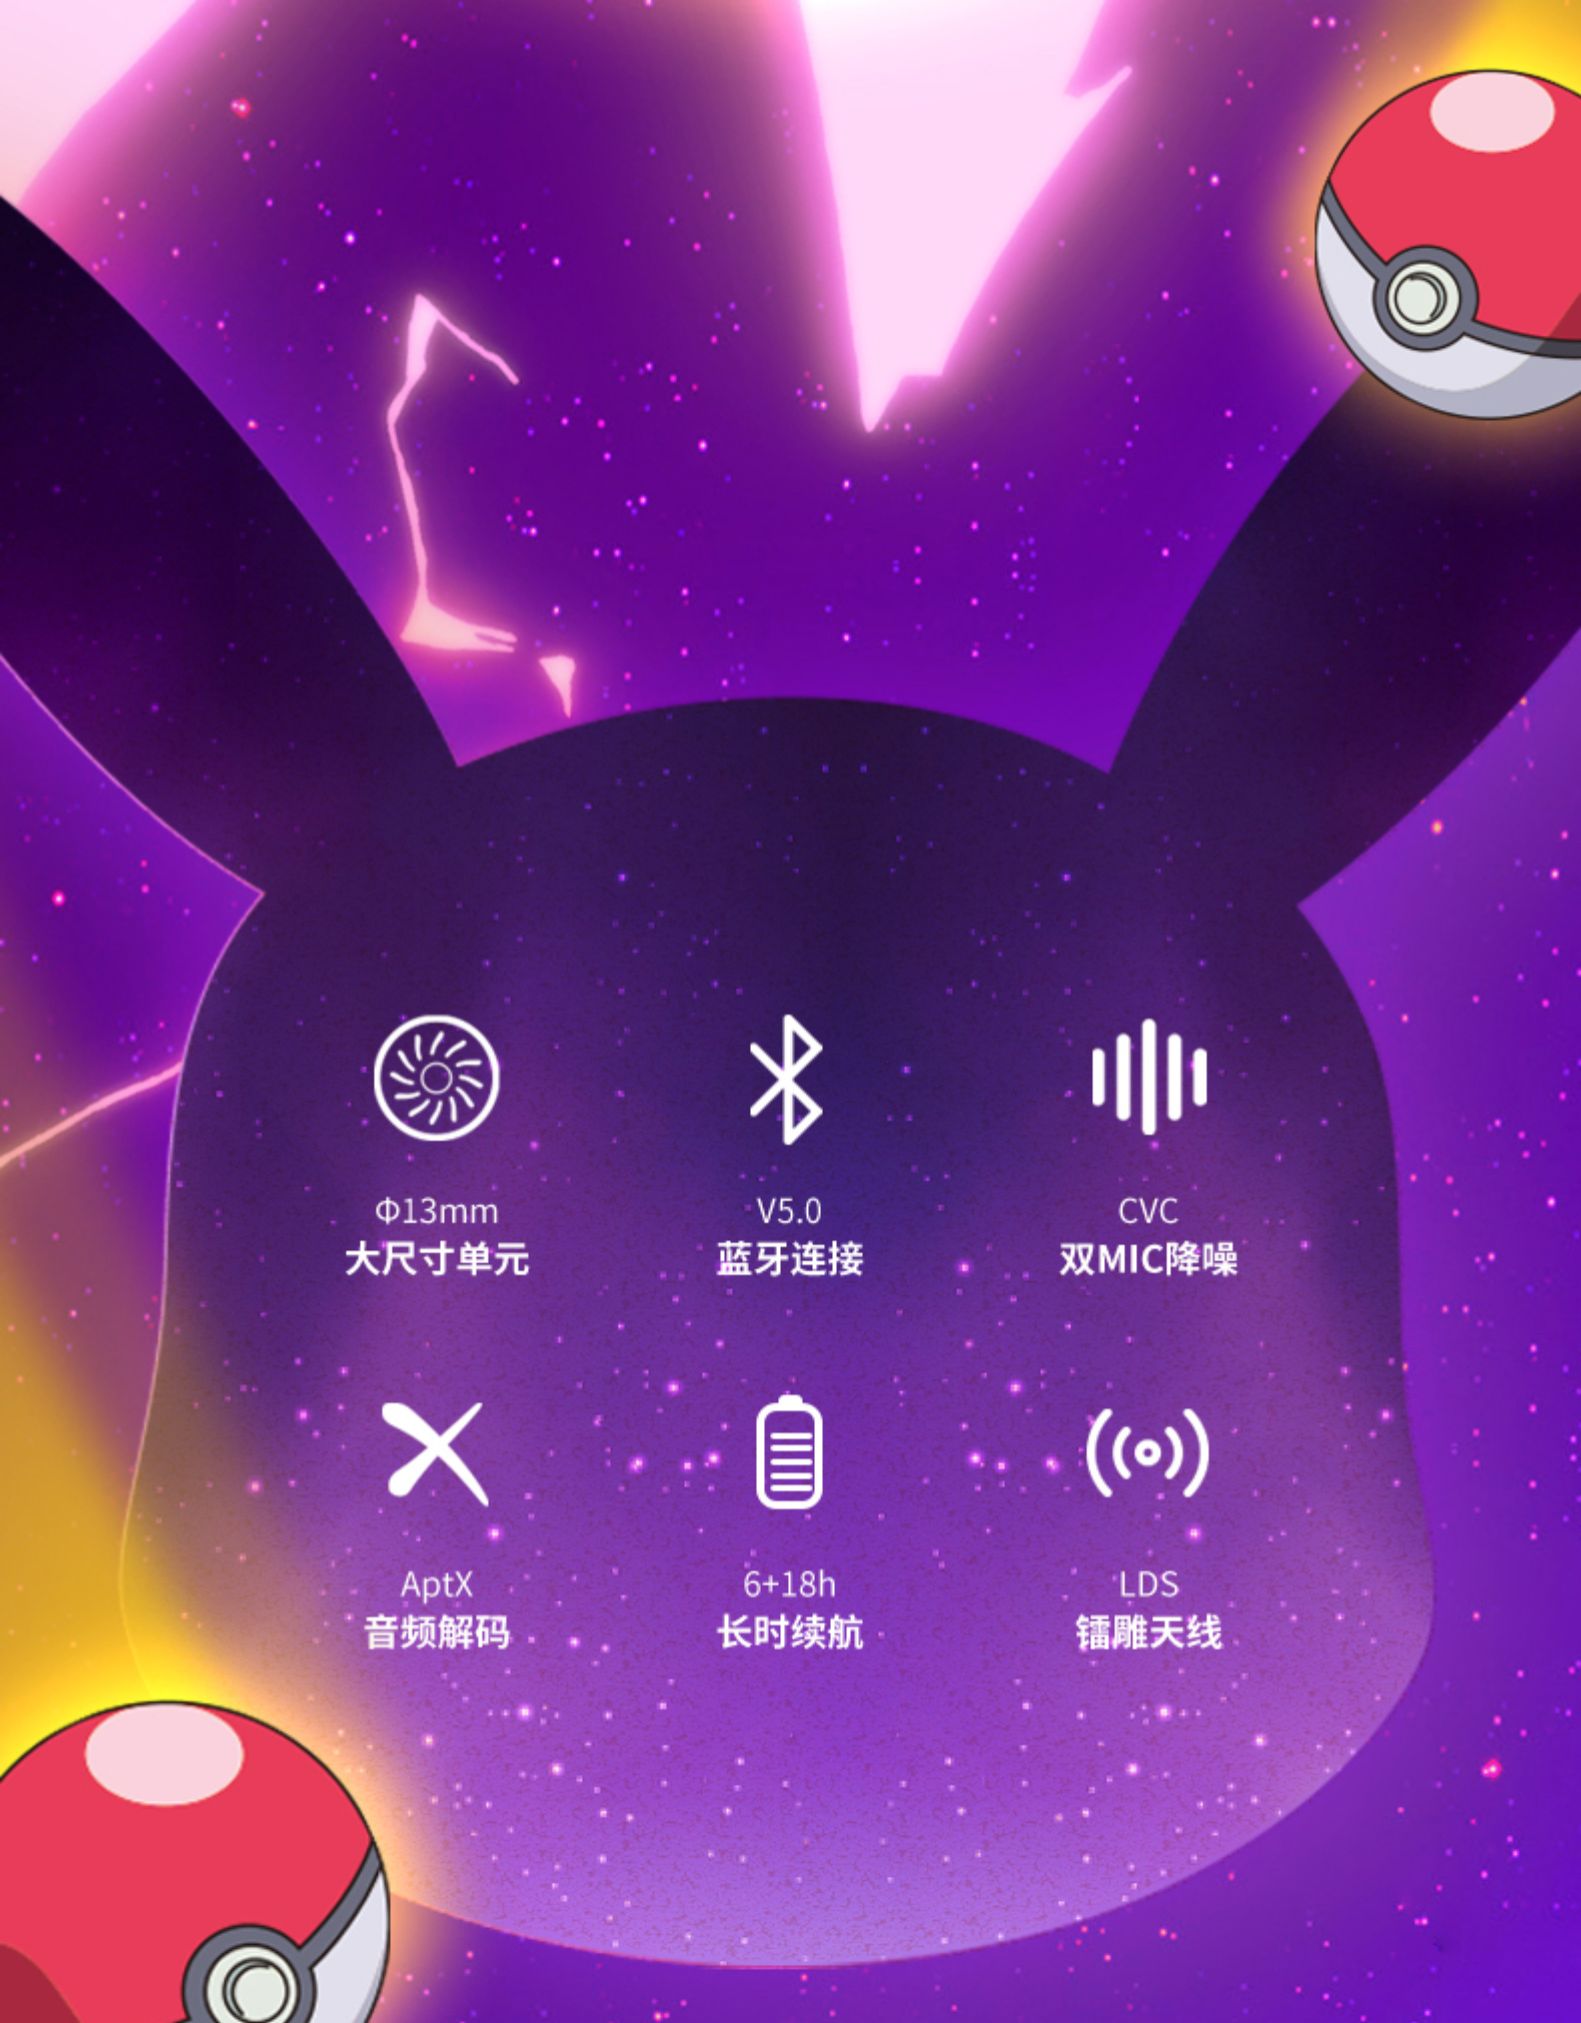 Φ13mm
大尺寸单元
V5.0
蓝牙连接
CVC
双MIC降噪
AptX
音频解码
6+18h
长时续航
LDS
镭雕天线